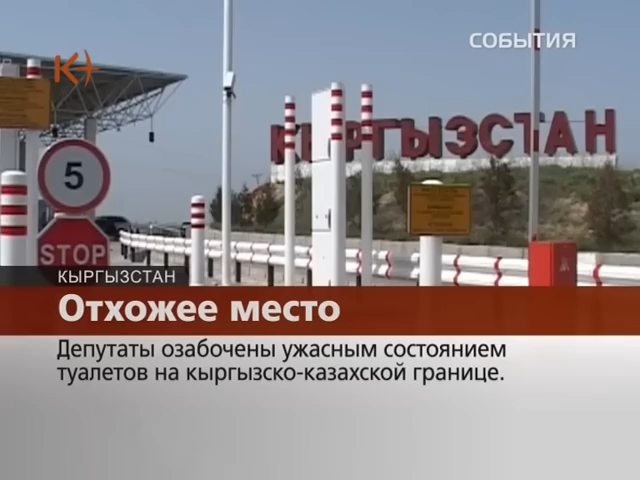 K+
СОБЫТИЯ
КЫРГЫЗСТАН
5
STOP
КЫРГЫЗСТАН
Отхожее место
Депутаты озабочены ужасным состоянием
туалетов на кыргызско-казахской границе.